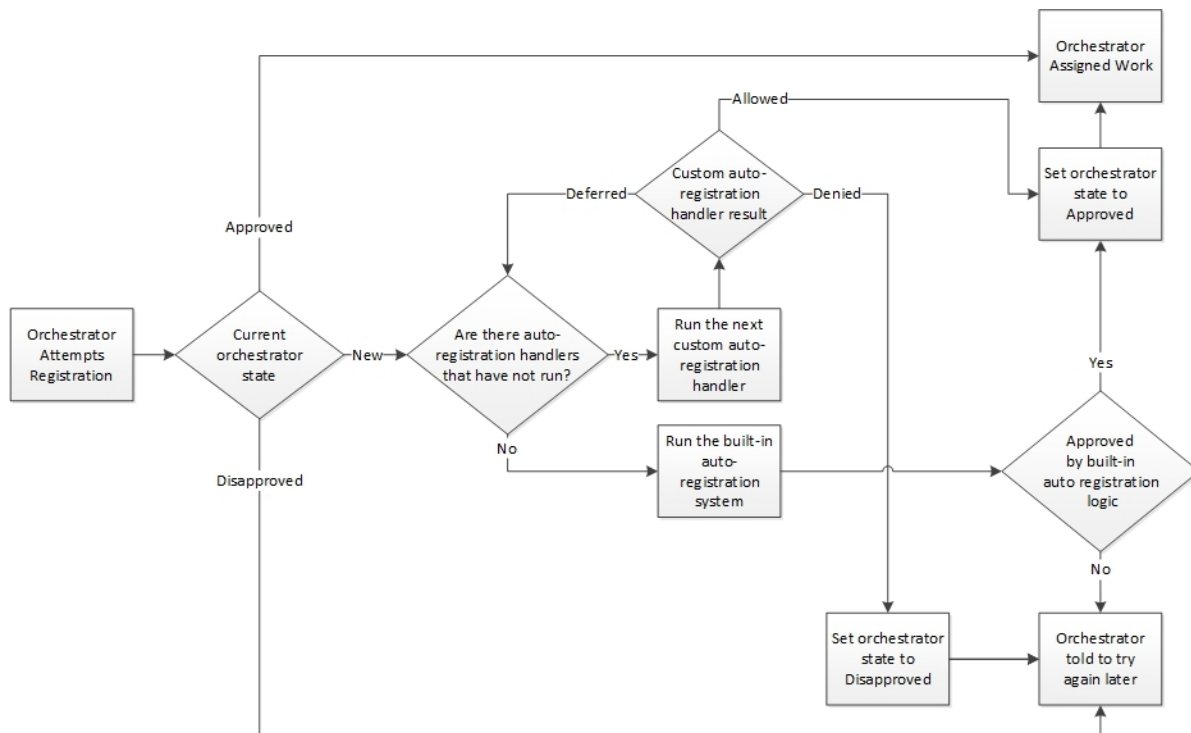 Orchestrator
Assigned Work
Allowed
Custom auto-
registration
handler result
Set orchestrator
state to
Approved
Deferred
Denied
Approved
Orchestrator
Attempts
Registration
Current
orchestrator
state
New
Are there auto-
registration handlers
that have not run?
Yes
Run the next
custom auto-
registration
handler
Yes
No
Run the built-in
auto-
registration
system
Approved
by built-in
auto registration
logic
Disapproved
No
Set orchestrator
state to
Disapproved
Orchestrator
told to try
again later